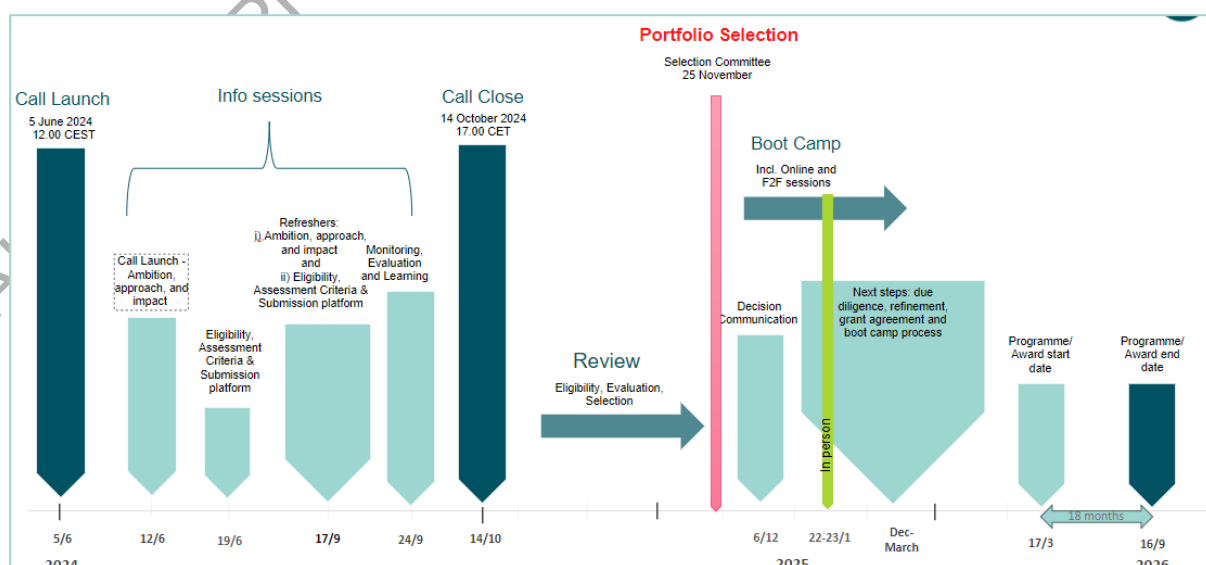 Portfolio Selection
Selection Committee
25 November
Call Launch
5 June 2024
12.00 CEST
Info sessions
Call Close
14 October 2024
17.00 CET
Boot Camp
Incl. Online and
F2F sessions
Call Launch -
Ambition,
approach, and
impact
Eligibility,
Assessment
Criteria &
Submission
platform
Refreshers:
i).Ambition, approach,
and impact
and
ii) Eligibility,
Assessment Criteria &
Submission platform
Monitoring,
Evaluation
and Learning
Review
Eligibility, Evaluation,
Selection
Decision
Communication
Next steps: due
diligence, refinement,
grant agreement and
boot camp process
In person
Programme/
Award start
date
Programme/
Award end
date
18 months
5/6
12/6
19/6
17/9
24/9
14/10
6/12
22-23/1
Dec-
March
17/3
16/9
2024
2025
2026